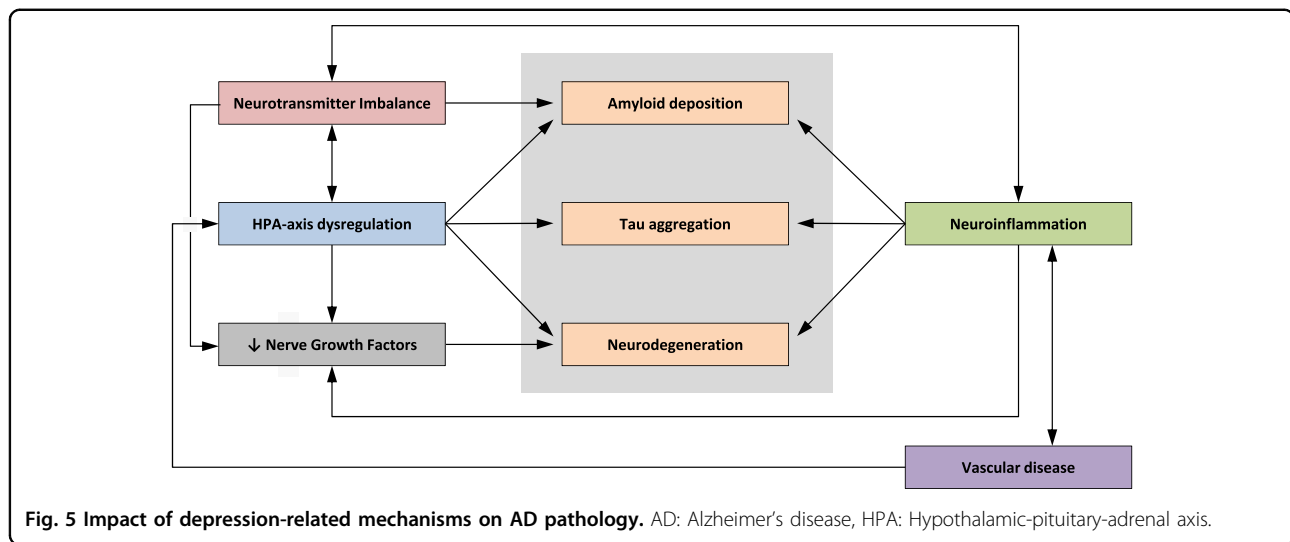 Neurotransmitter Imbalance
Amyloid deposition
HPA-axis dysregulation
Tau aggregation
Neuroinflammation
↓ Nerve Growth Factors
Neurodegeneration
Vascular disease
Fig. 5 Impact of depression-related mechanisms on AD pathology. AD: Alzheimer's disease, HPA: Hypothalamic-pituitary-adrenal axis.